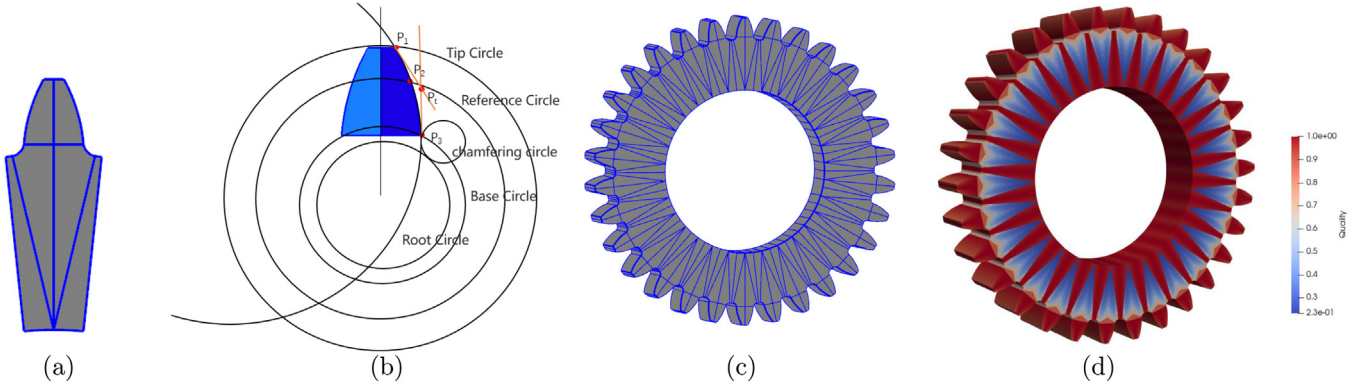 P1
Tip Circle
P2
Pt
Reference Circle
P3
chamfering circle
Base Circle
Root Circle
1.0e+00
0.9
0.8
0.7
0.6
0.5
0.4
0.3
2.3e-01
Quality
(a)
(b)
(c)
(d)